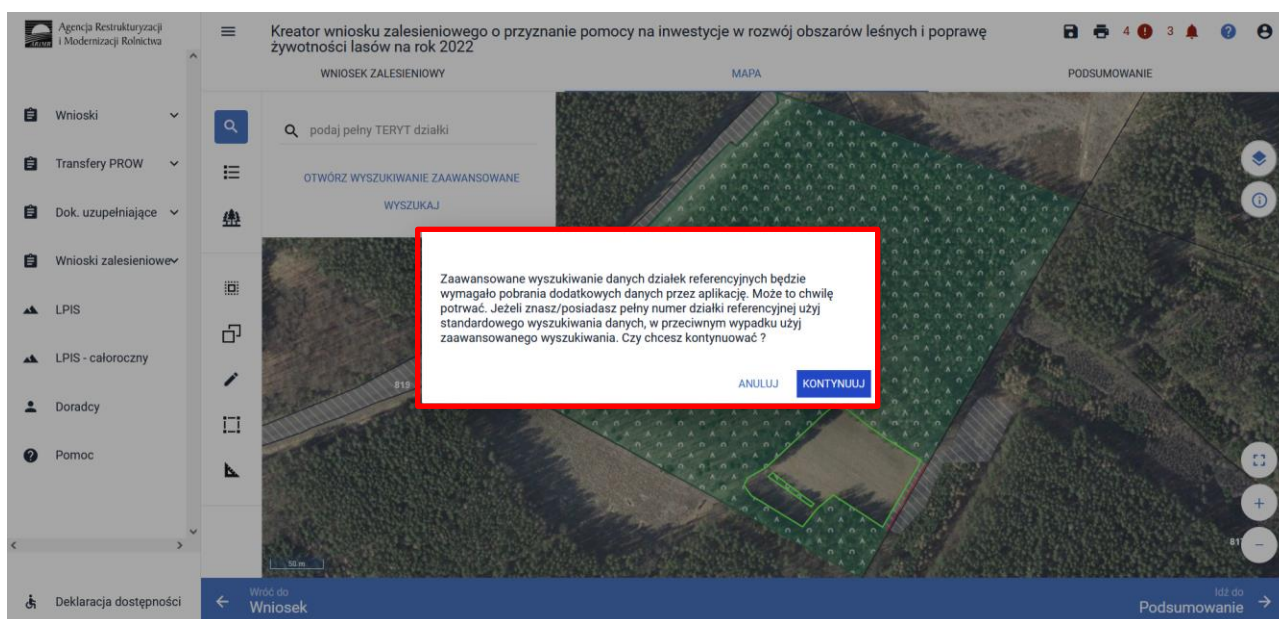 Agencja Restrukturyzacji
i Modernizacji Rolnictwa
Kreator wniosku zalesieniowego o przyznanie pomocy na inwestycje w rozwój obszarów leśnych i poprawę
żywotności lasów na rok 2022
4
3
WNIOSEK ZALESIENIOWY
MAPA
PODSUMOWANIE
Wnioski
Transfery PROW
Dok. uzupełniające
Wnioski zalesieniowe
LPIS
LPIS - całoroczny
Doradcy
Pomoc
Deklaracja dostępności
podaj pełny TERYT działki
OTWÓRZ WYSZUKIWANIE ZAAWANSOWANE
WYSZUKAJ
Zaawansowane wyszukiwanie danych działek referencyjnych będzie
wymagało pobrania dodatkowych danych przez aplikację. Może to chwilę
potrwać. Jeżeli znasz/posiadasz pełny numer działki referencyjnej użyj
standardowego wyszukiwania danych, w przeciwnym wypadku użyj
zaawansowanego wyszukiwania. Czy chcesz kontynuować ?
ANULUJ
KONTYNUUJ
819
50 m
Wróć do
Wniosek
Idź do
Podsumowanie